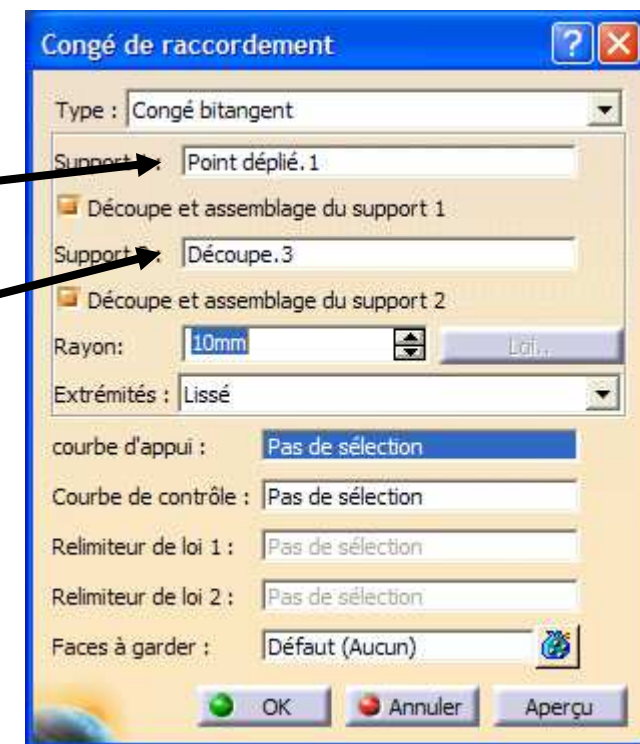 Congé de raccordement
Type : Congé bitangent
Support : Point déplié.1
Découpe et assemblage du support 1
Support : Découpe.3
Découpe et assemblage du support 2
Rayon: 10mm Loi...
Extrémités : Lissé
courbe d'appui : Pas de sélection
Courbe de contrôle : Pas de sélection
Relimiteur de loi 1 : Pas de sélection
Relimiteur de loi 2 : Pas de sélection
Faces à garder : Défaut (Aucun)
OK Annuler Aperçu